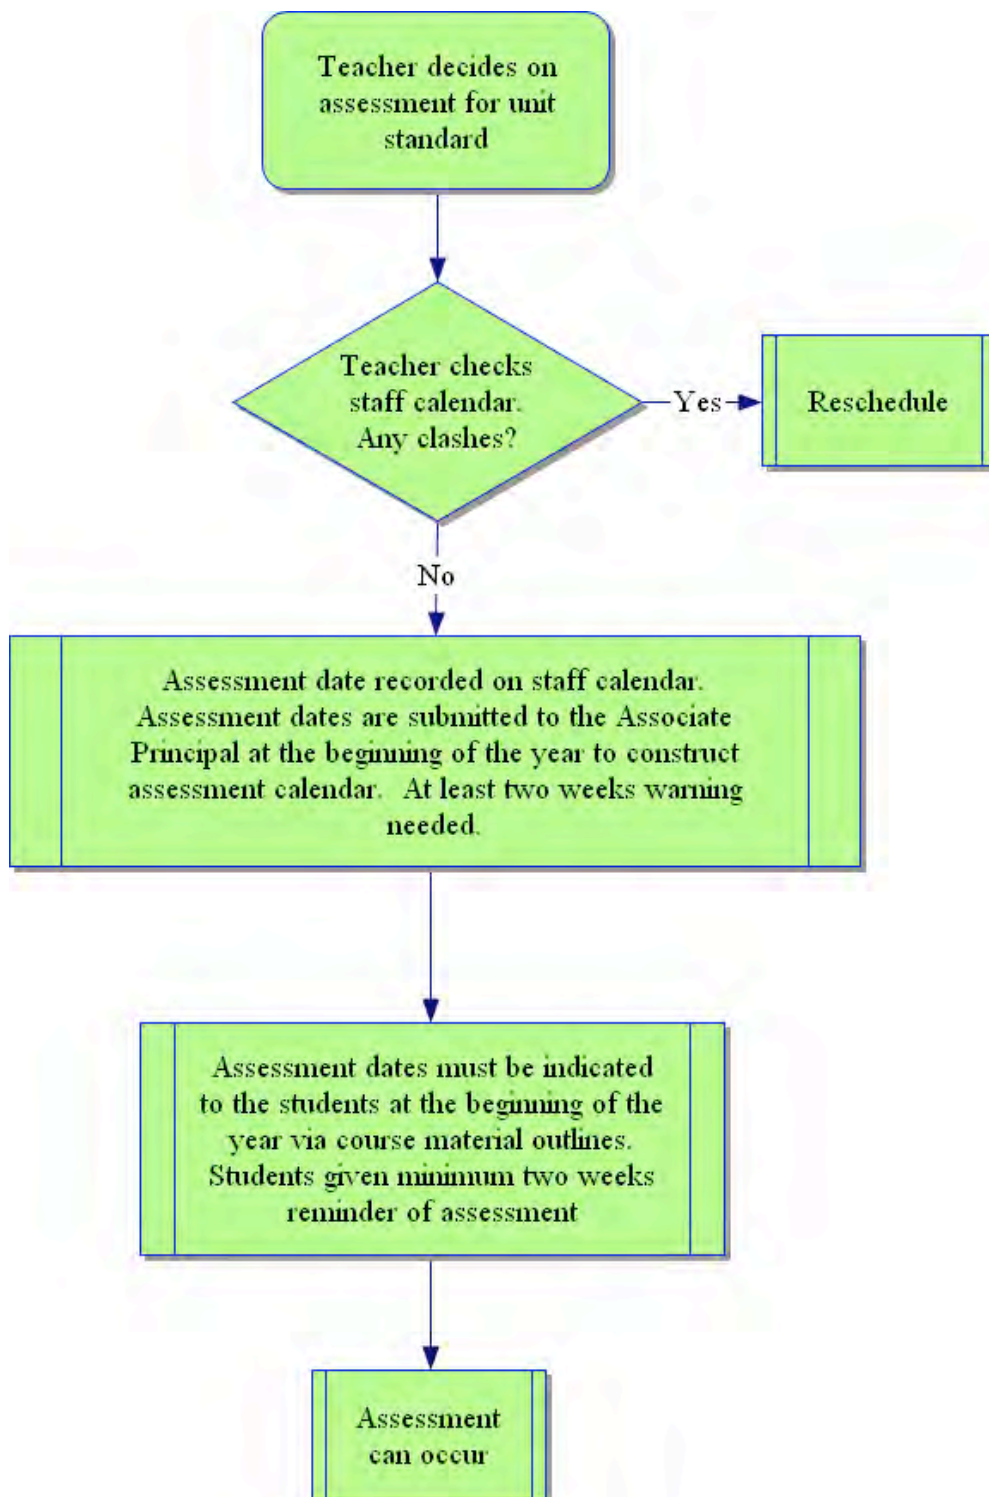 Teacher decides on
assessment for unit
standard
Teacher checks
staff calendar.
Any clashes?
Yes
Reschedule
No
Assessment date recorded on staff calendar.
Assessment dates are submitted to the Associate
Principal at the beginning of the year to construct
assessment calendar.   At least two weeks warning
needed.
Assessment dates must be indicated
to the students at the beginning of the
year via course material outlines.
Students given minimum two weeks
reminder of assessment
Assessment
can occur